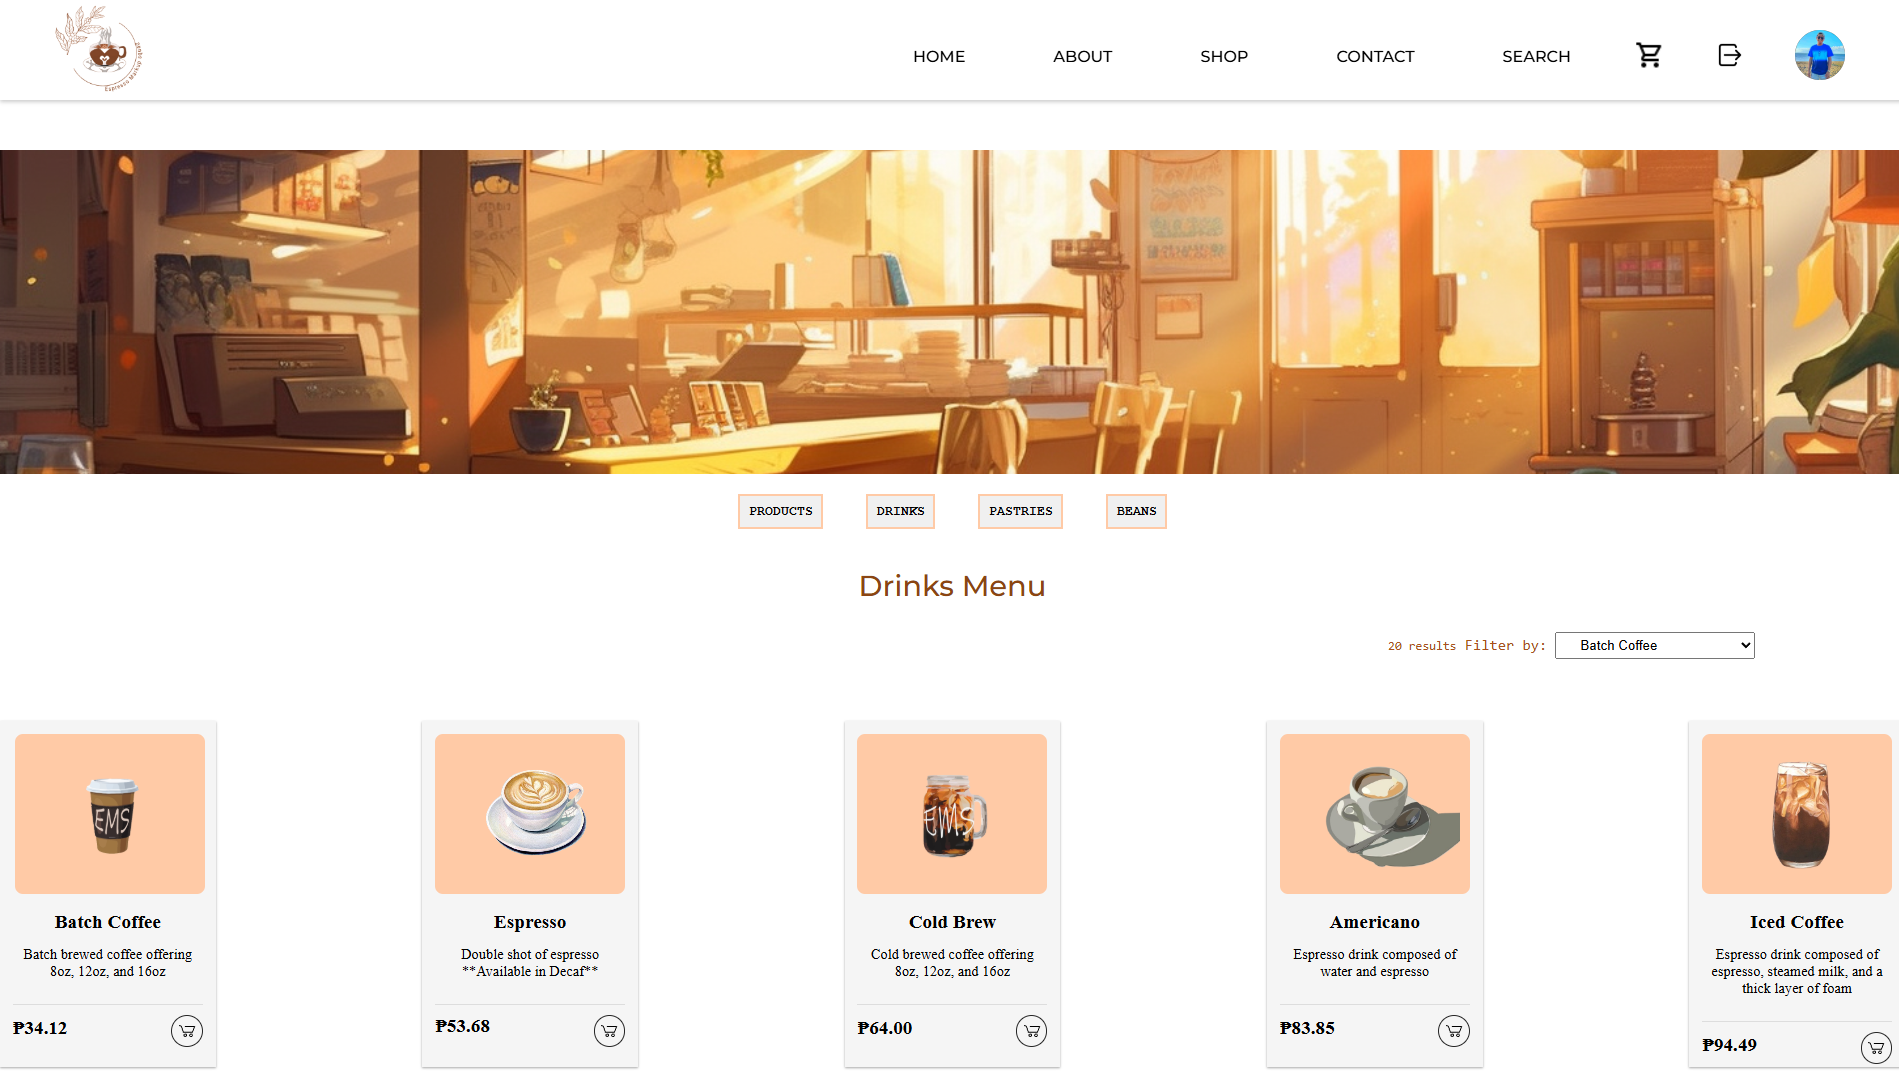 Espresso Markup Script
HOME
ABOUT
SHOP
CONTACT
SEARCH
PRODUCTS
DRINKS
PASTRIES
BEANS
Drinks Menu
20 results Filter by:
Batch Coffee
EMS
Batch Coffee
Batch brewed coffee offering
8oz, 12oz, and 16oz
₱34.12
Espresso
Double shot of espresso
**Available in Decaf**
₱53.68
EMS
Cold Brew
Cold brewed coffee offering
8oz, 12oz, and 16oz
₱64.00
Americano
Espresso drink composed of
water and espresso
₱83.85
Iced Coffee
Espresso drink composed of
espresso, steamed milk, and a
thick layer of foam
₱94.49